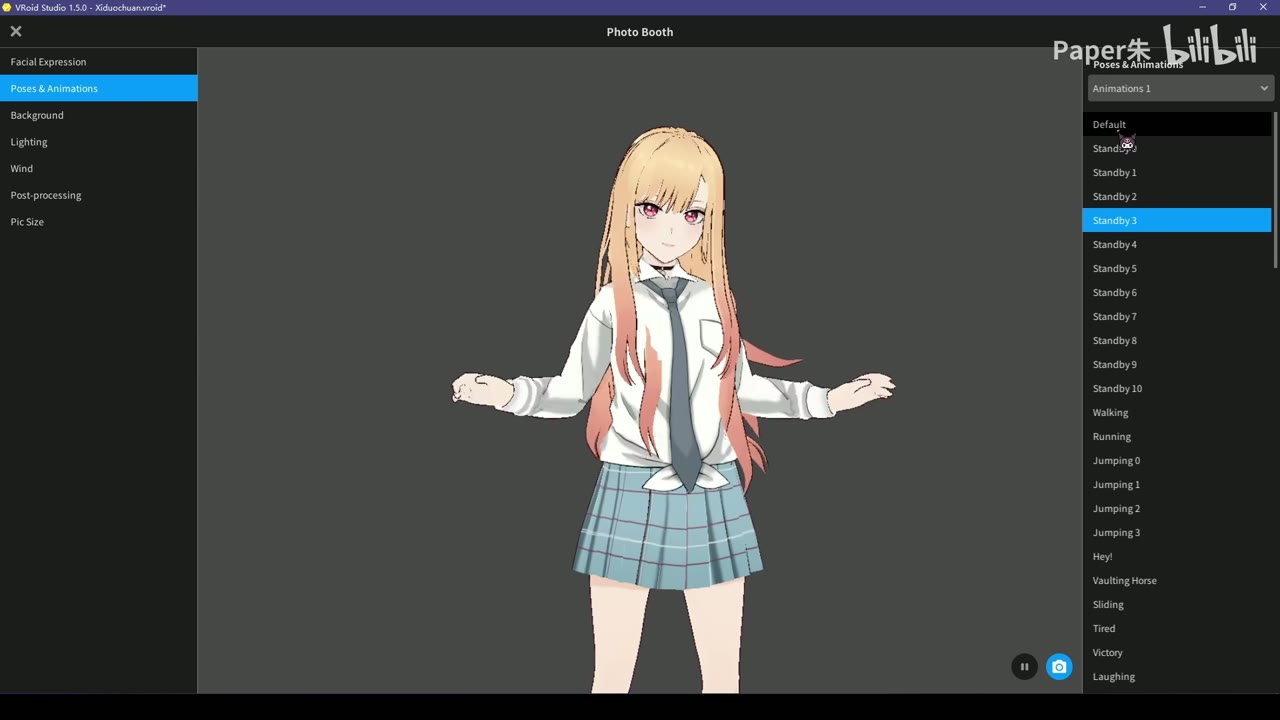 VRoid Studio 1.5.0 - Xiduochuan.vroid*
Photo Booth
Paper朱 bilibili
Facial Expression
Poses & Animations
Background
Lighting
Wind
Post-processing
Pic Size
Poses & Animations
Animations 1
Default
Standby 0
Standby 1
Standby 2
Standby 3
Standby 4
Standby 5
Standby 6
Standby 7
Standby 8
Standby 9
Standby 10
Walking
Running
Jumping 0
Jumping 1
Jumping 2
Jumping 3
Hey!
Vaulting Horse
Sliding
Tired
Victory
Laughing